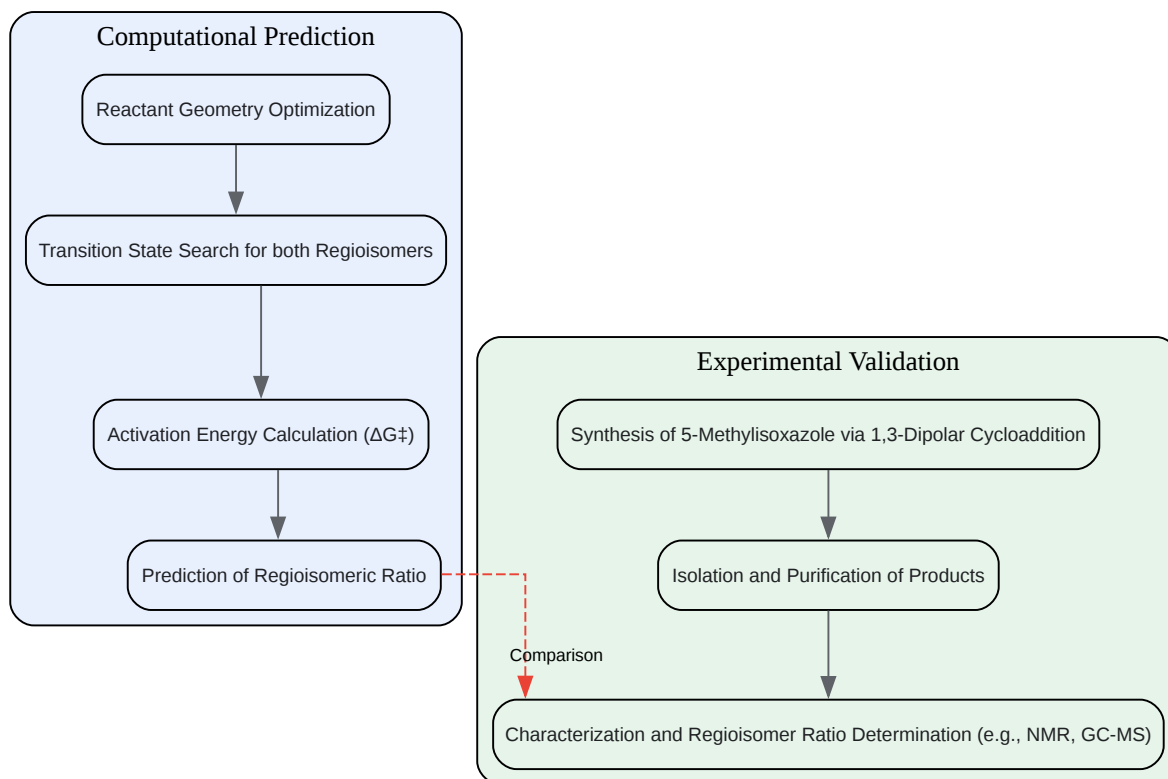 Computational Prediction
Reactant Geometry Optimization
Transition State Search for both Regioisomers
Activation Energy Calculation (ΔG‡)
Prediction of Regioisomeric Ratio
Comparison
Experimental Validation
Synthesis of 5-Methylisoxazole via 1,3-Dipolar Cycloaddition
Isolation and Purification of Products
Characterization and Regioisomer Ratio Determination (e.g., NMR, GC-MS)